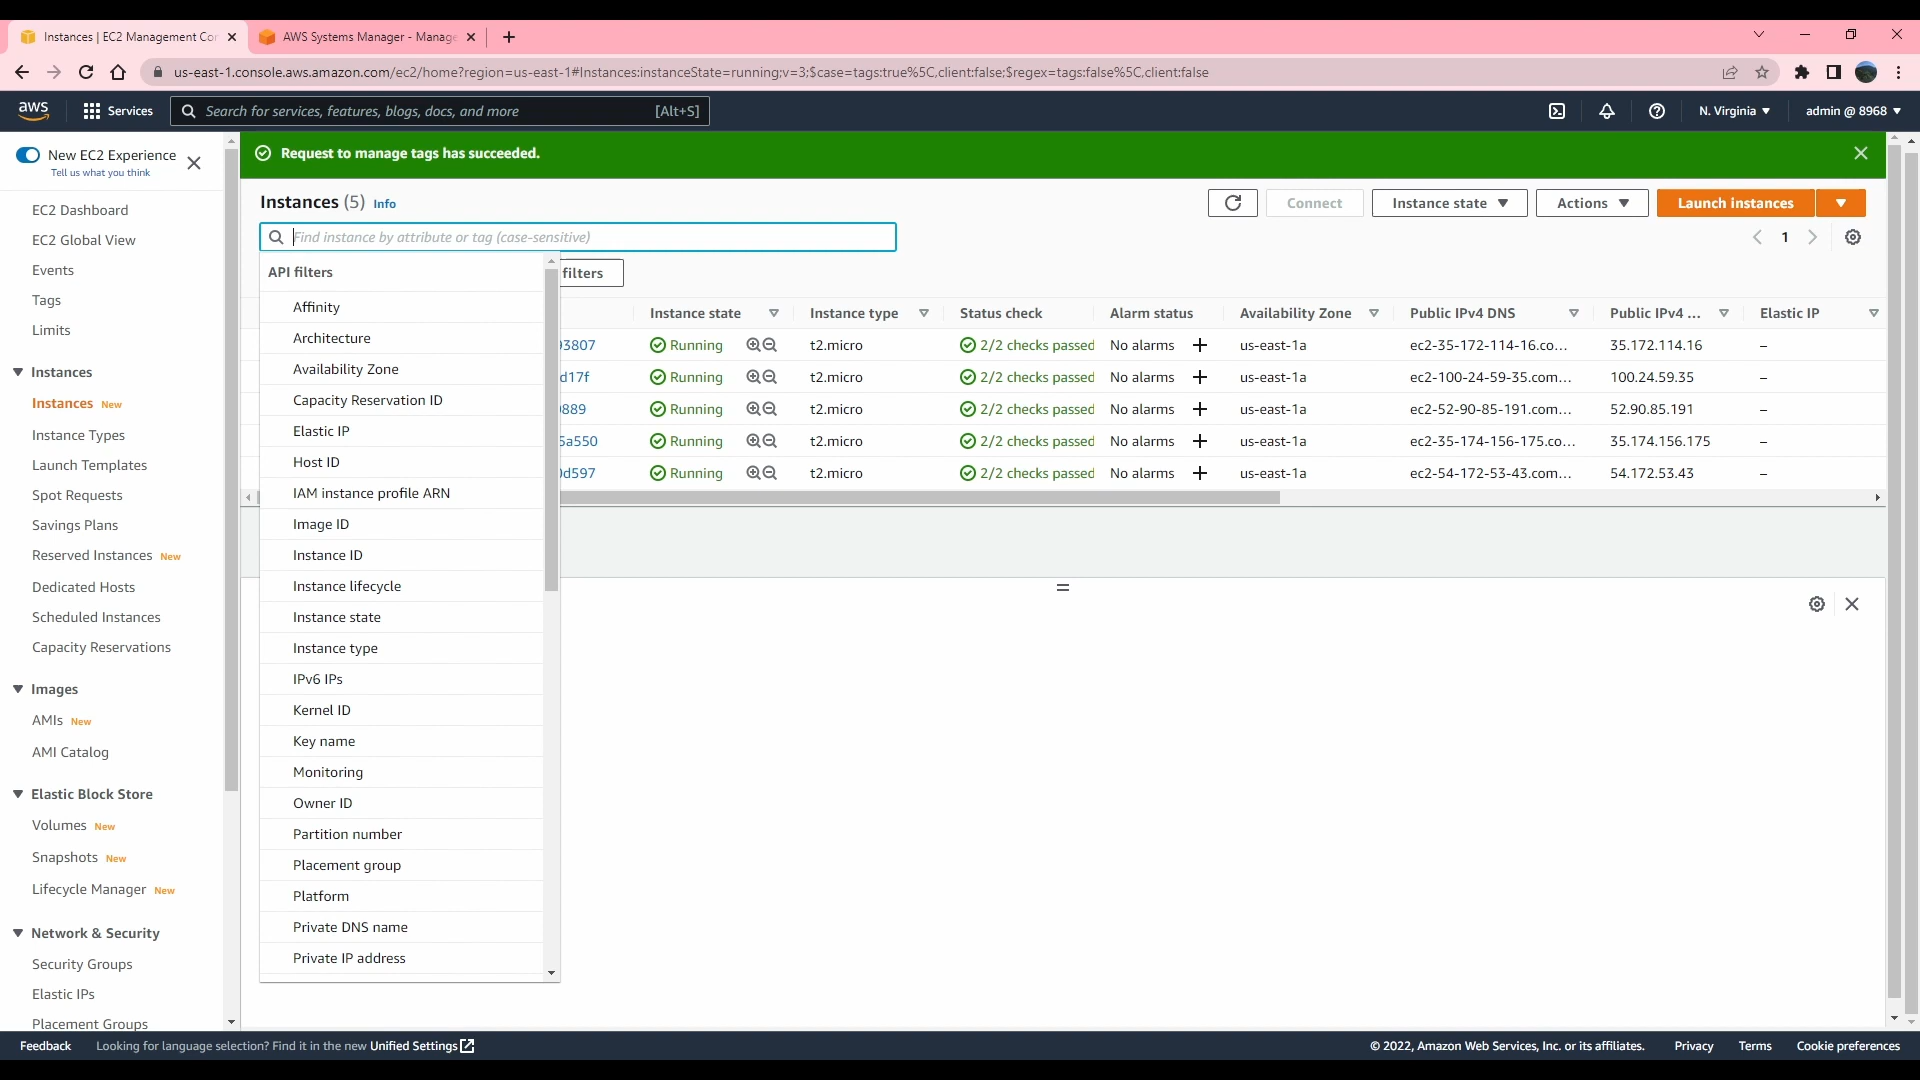 Instances | EC2 Management Con
AWS Systems Manager - Manage
us-east-1.console.aws.amazon.com/ec2/home?region=us-east-1#Instances:instanceState=running;v=3;$case=tags:true%5C,client:false;$regex=tags:false%5C,client:false
aws
Services
Search for services, features, blogs, docs, and more
[Alt+S]
N. Virginia
admin @ 8968
New EC2 Experience
Tell us what you think
Request to manage tags has succeeded.
EC2 Dashboard
EC2 Global View
Events
Tags
Limits
Instances
Instances New
Instance Types
Launch Templates
Spot Requests
Savings Plans
Reserved Instances New
Dedicated Hosts
Scheduled Instances
Capacity Reservations
Images
AMIs New
AMI Catalog
Elastic Block Store
Volumes New
Snapshots New
Lifecycle Manager New
Network & Security
Security Groups
Elastic IPs
Placement Groups
Instances (5) Info
Connect
Instance state
Actions
Launch instances
Find instance by attribute or tag (case-sensitive)
1
filters
API filters
Affinity
Architecture
Availability Zone
Capacity Reservation ID
Elastic IP
Host ID
IAM instance profile ARN
Image ID
Instance ID
Instance lifecycle
Instance state
Instance type
IPv6 IPs
Kernel ID
Key name
Monitoring
Owner ID
Partition number
Placement group
Platform
Private DNS name
Private IP address
Instance state Instance type Status check Alarm status Availability Zone Public IPv4 DNS Public IPv4 ... Elastic IP
93807 Running t2.micro 2/2 checks passed No alarms + us-east-1a ec2-35-172-114-16.co... 35.172.114.16 –
d17f Running t2.micro 2/2 checks passed No alarms + us-east-1a ec2-100-24-59-35.com... 100.24.59.35 –
889 Running t2.micro 2/2 checks passed No alarms + us-east-1a ec2-52-90-85-191.com... 52.90.85.191 –
5a550 Running t2.micro 2/2 checks passed No alarms + us-east-1a ec2-35-174-156-175.co... 35.174.156.175 –
0d597 Running t2.micro 2/2 checks passed No alarms + us-east-1a ec2-54-172-53-43.com... 54.172.53.43 –
Feedback
Looking for language selection? Find it in the new Unified Settings
© 2022, Amazon Web Services, Inc. or its affiliates.
Privacy
Terms
Cookie preferences